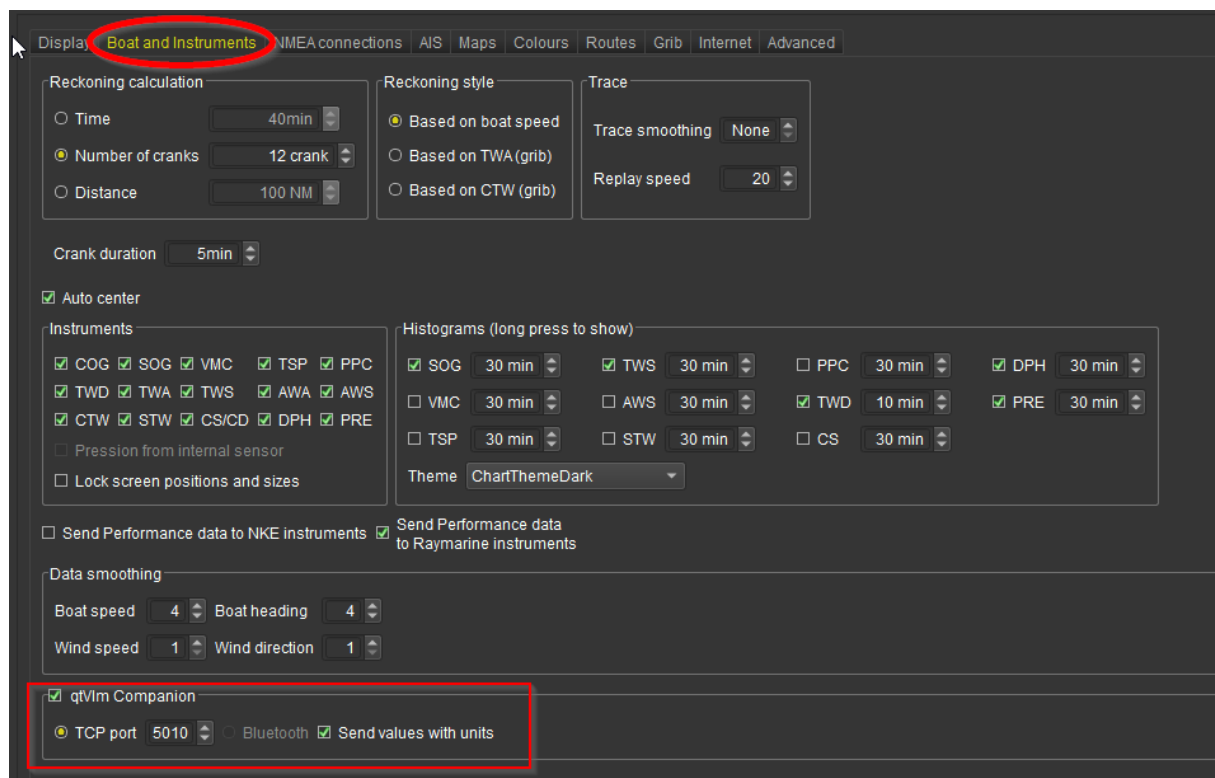 Display Boat and Instruments NMEA connections AIS Maps Colours Routes Grib Internet Advanced
Reckoning calculation
Time 40min
Number of cranks 12 crank
Distance 100 NM
Reckoning style
Based on boat speed
Based on TWA (grib)
Based on CTW (grib)
Trace
Trace smoothing None
Replay speed 20
Crank duration 5min
Auto center
Instruments
COG SOG VMC TSP PPC
TWD TWA TWS AWA AWS
CTW STW CS/CD DPH PRE
Pression from internal sensor
Lock screen positions and sizes
Histograms (long press to show)
SOG 30 min TWS 30 min PPC 30 min DPH 30 min
VMC 30 min AWS 30 min TWD 10 min PRE 30 min
TSP 30 min STW 30 min CS 30 min
Theme ChartThemeDark
Send Performance data to NKE instruments
Send Performance data
to Raymarine instruments
Data smoothing
Boat speed 4 Boat heading 4
Wind speed 1 Wind direction 1
qtVlm Companion
TCP port 5010 Bluetooth Send values with units